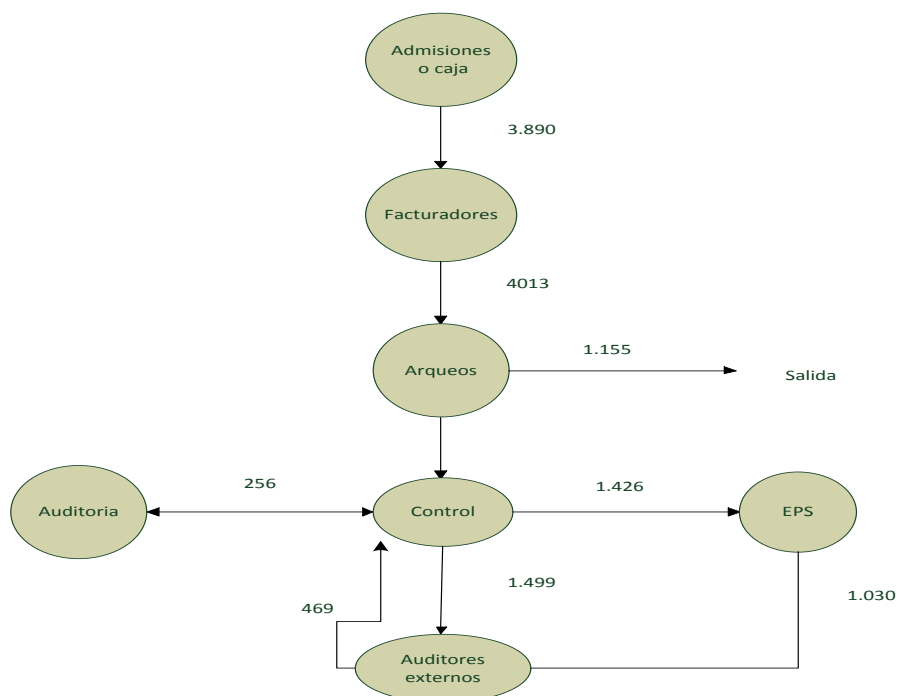 Admisiones
o caja
3.890
Facturadores
4013
1.155
Arqueos
Salida
256
1.426
Auditoria
Control
EPS
1.499
1.030
469
Auditores
externos